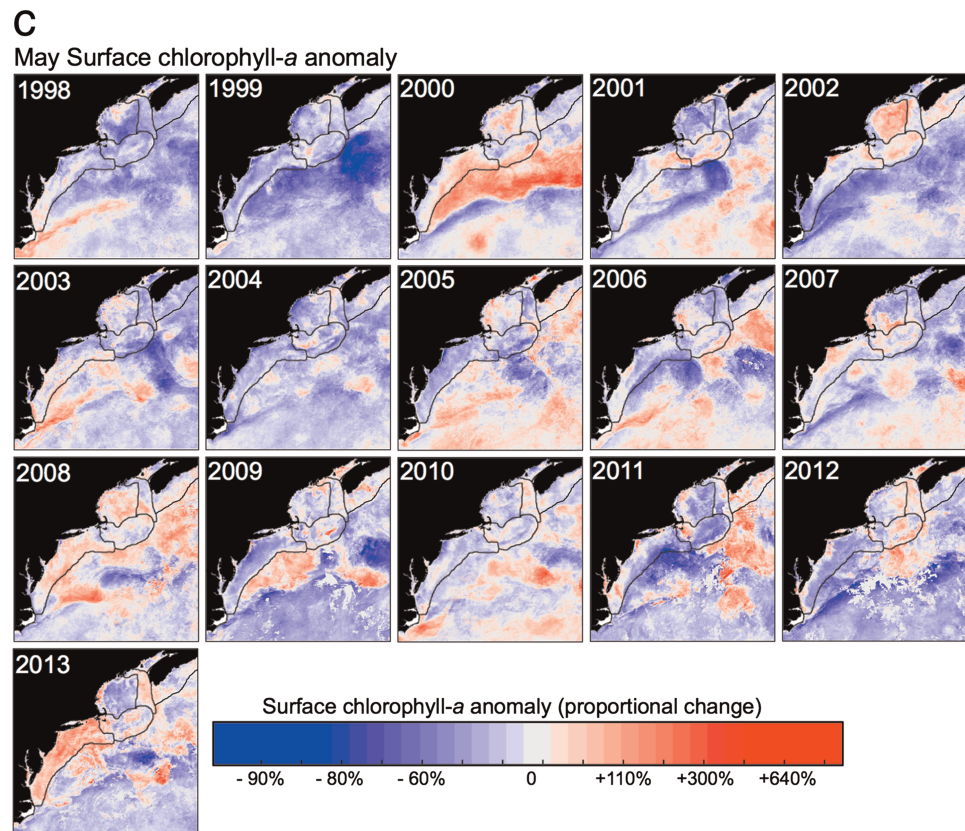 C
May Surface chlorophyll-a anomaly
1998 1999 2000 2001 2002
2003 2004 2005 2006 2007
2008 2009 2010 2011 2012
2013
Surface chlorophyll-a anomaly (proportional change)
- 90% - 80% - 60% 0 +110% +300% +640%